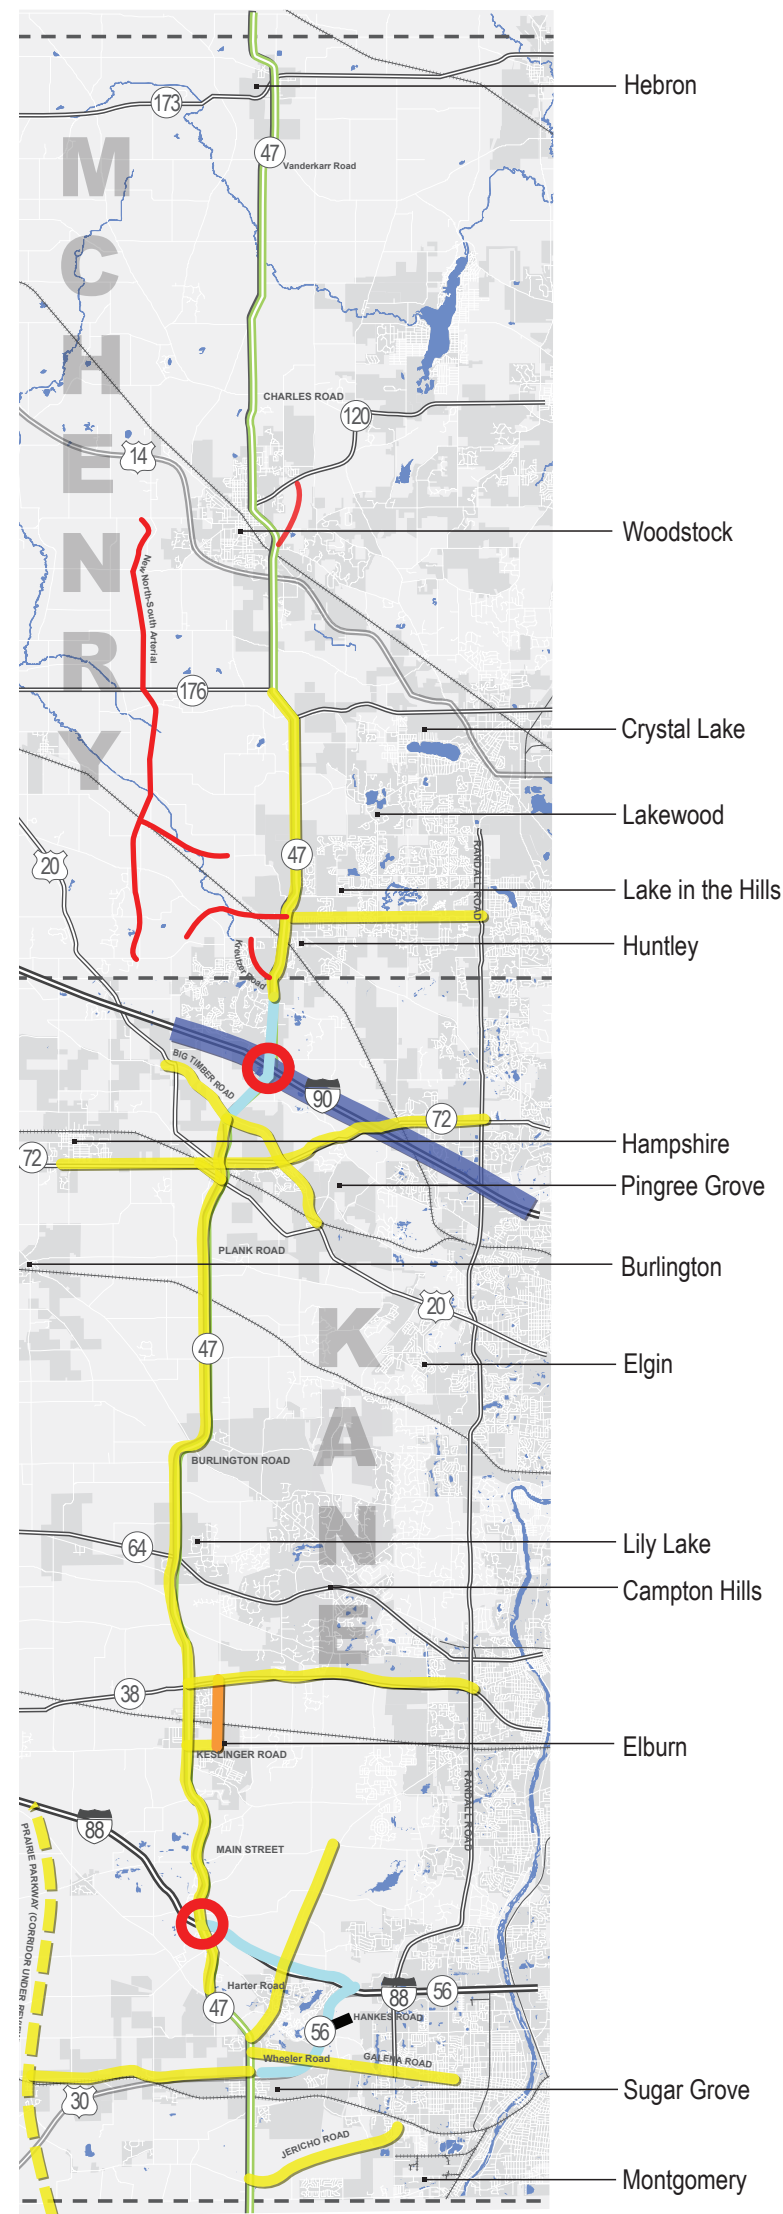 Hebron
173
47
Vanderkarr Road
MCHENRY
CHARLES ROAD
120
14
Woodstock
New North-South Arterial
176
Crystal Lake
Lakewood
47
20
RANDALL ROAD
Lake in the Hills
Huntley
Kreutzer Road
BIG TIMBER ROAD
90
72
Hampshire
72
Pingree Grove
PLANK ROAD
Burlington
20
KANE
47
Elgin
BURLINGTON ROAD
64
Lily Lake
Campton Hills
38
Elburn
KESLINGER ROAD
88
RANDALL ROAD
MAIN STREET
PRAIRIE PARKWAY (CORRIDOR UNDER
Harter Road
47
88
56
HANKES ROAD
56
Wheeler Road
GALENA ROAD
30
Sugar Grove
JERICHO ROAD
Montgomery